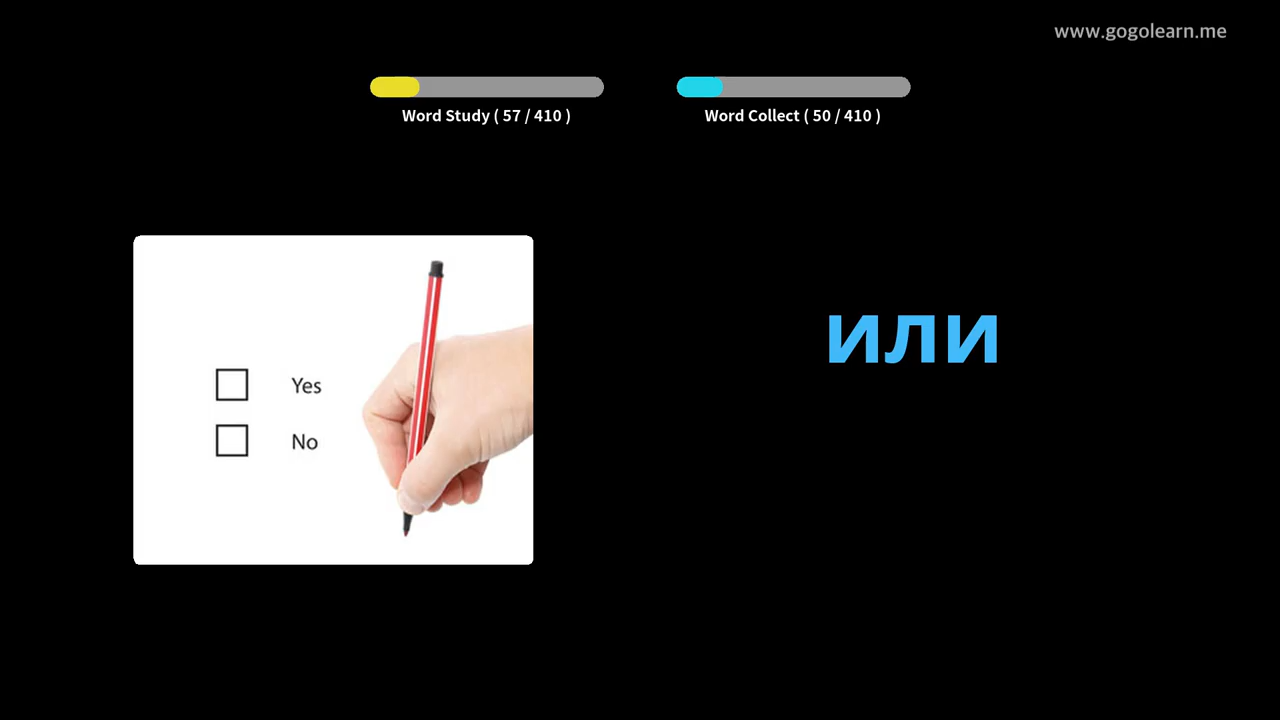 www.gogolearn.me
Word Study ( 57 / 410 )
Word Collect ( 50 / 410 )
Yes
No
или